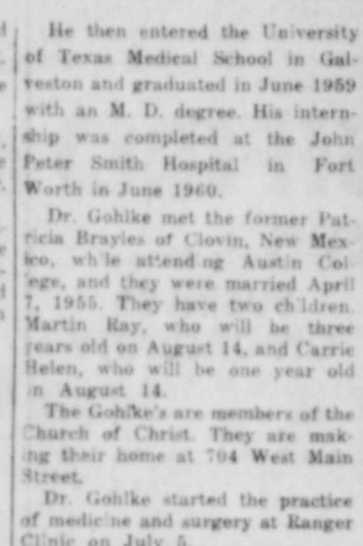 He then entered the University
of Texas Medical School in Gal-
veston and graduated in June 1959
with an M. D. degree. His intern-
ship was completed at the John
Peter Smith Hospital in Fort
Worth in June 1960.
Dr. Gohlke met the former Pat-
ricia Brayles of Clovin, New Mex-
ico, while attending Austin Col-
lege, and they were married April
7, 1955. They have two children,
Martin Ray, who will be three
years old on August 14, and Carrie
Helen, who will be one year old
in August 14.
The Gohlke's are members of the
Church of Christ. They are mak-
ing their home at 704 West Main
Street.
Dr. Gohlke started the practice
of medicine and surgery at Ranger
Clinic on July 5.